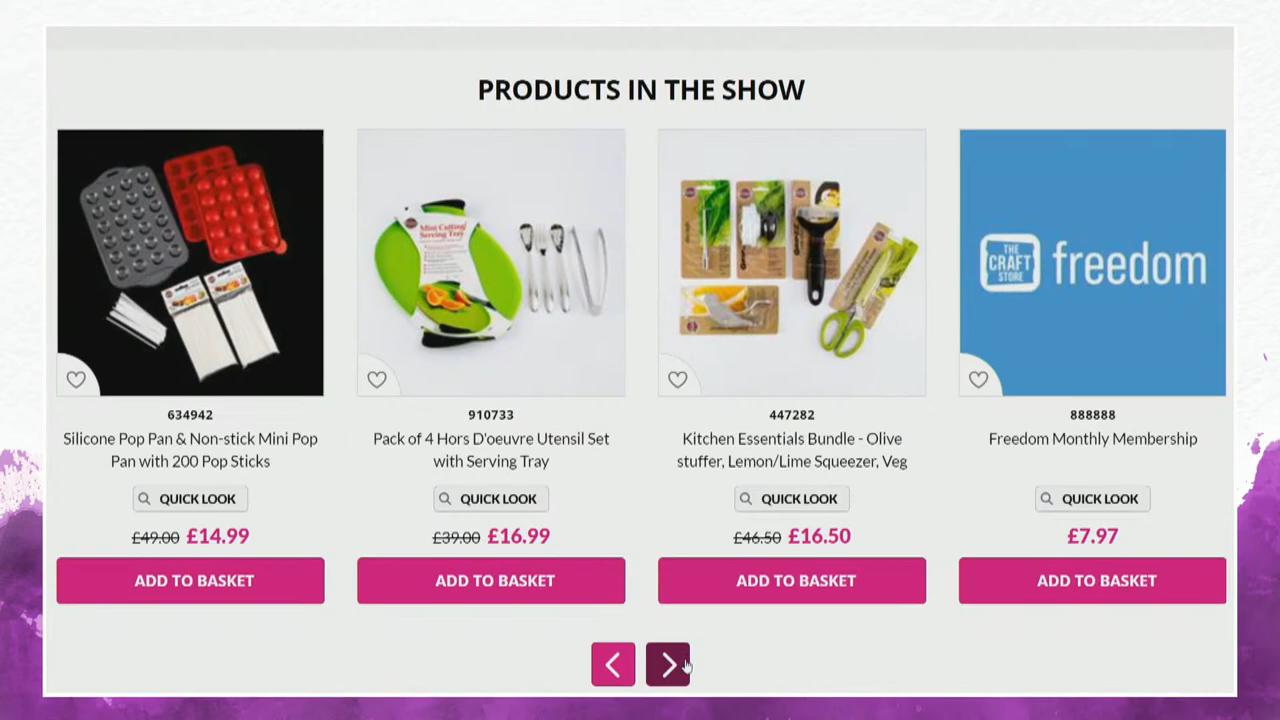 PRODUCTS IN THE SHOW
Mini Cutting/
Serving Tray
THE
CRAFT
STORE
freedom
634942
910733
447282
888888
Silicone Pop Pan & Non-stick Mini Pop
Pan with 200 Pop Sticks
Pack of 4 Hors D'oeuvre Utensil Set
with Serving Tray
Kitchen Essentials Bundle - Olive
stuffer, Lemon/Lime Squeezer, Veg
Freedom Monthly Membership
QUICK LOOK
QUICK LOOK
QUICK LOOK
QUICK LOOK
£49.00 £14.99
£39.00 £16.99
£46.50 £16.50
£7.97
ADD TO BASKET
ADD TO BASKET
ADD TO BASKET
ADD TO BASKET